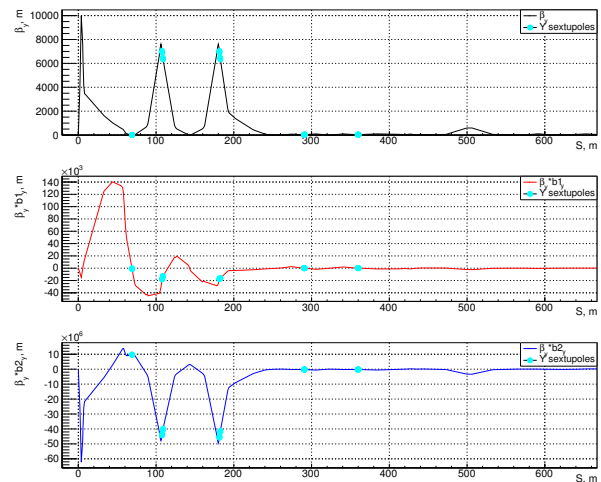 β_y, m
10000
8000
6000
4000
2000
0
β_y
Y sextupoles
0 100 200 300 400 500 600
S, m
×10³
β_y*b1_y, m
140
120
100
80
60
40
20
0
-20
-40
β_y*b1_y
Y sextupoles
0 100 200 300 400 500 600
S, m
×10⁶
β_y*b2_y, m
10
0
-10
-20
-30
-40
-50
-60
β_y*b2_y
Y sextupoles
0 100 200 300 400 500 600
S, m